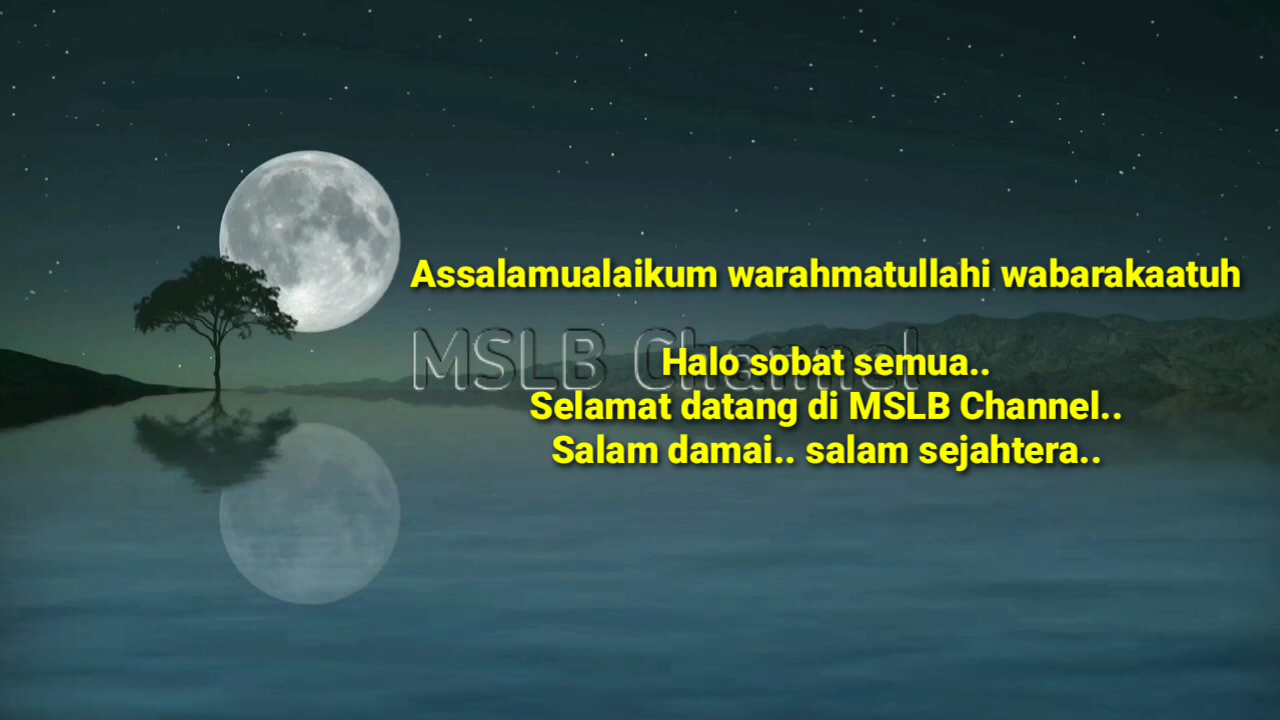 Assalamualaikum warahmatullahi wabarakaatuh
MSLB Channel
Halo sobat semua..
Selamat datang di MSLB Channel..
Salam damai.. salam sejahtera..